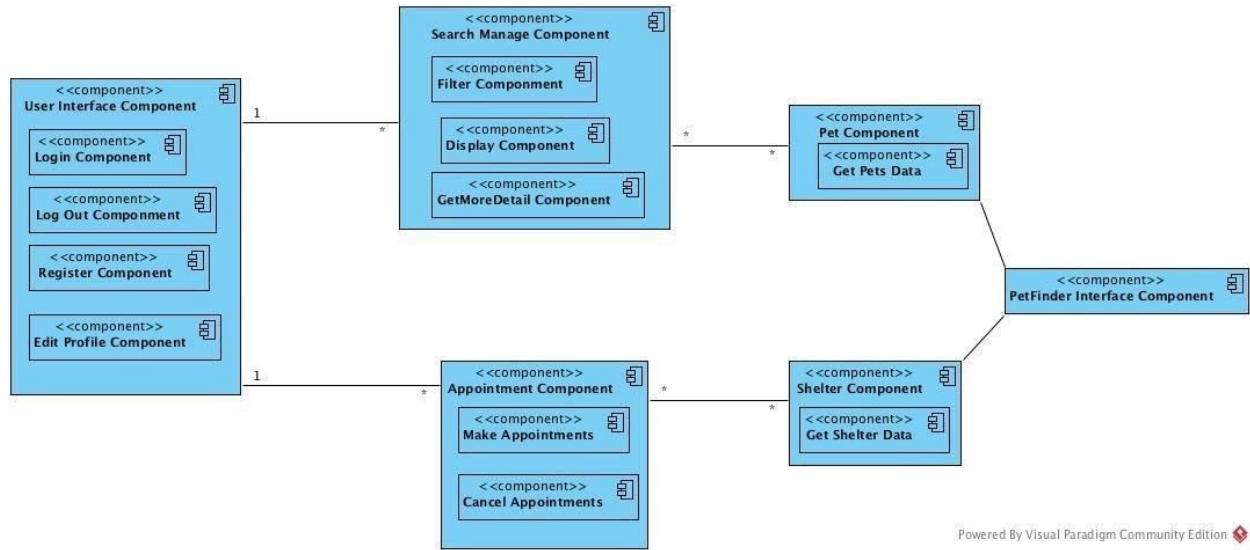 <<component>>
User Interface Component
<<component>>
Login Component
<<component>>
Log Out Componment
<<component>>
Register Component
<<component>>
Edit Profile Component
1
*
1
*
<<component>>
Search Manage Component
<<component>>
Filter Componment
<<component>>
Display Component
<<component>>
GetMoreDetail Component
*
*
<<component>>
Appointment Component
<<component>>
Make Appointments
<<component>>
Cancel Appointments
*
*
<<component>>
Pet Component
<<component>>
Get Pets Data
<<component>>
Shelter Component
<<component>>
Get Shelter Data
<<component>>
PetFinder Interface Component
Powered By Visual Paradigm Community Edition